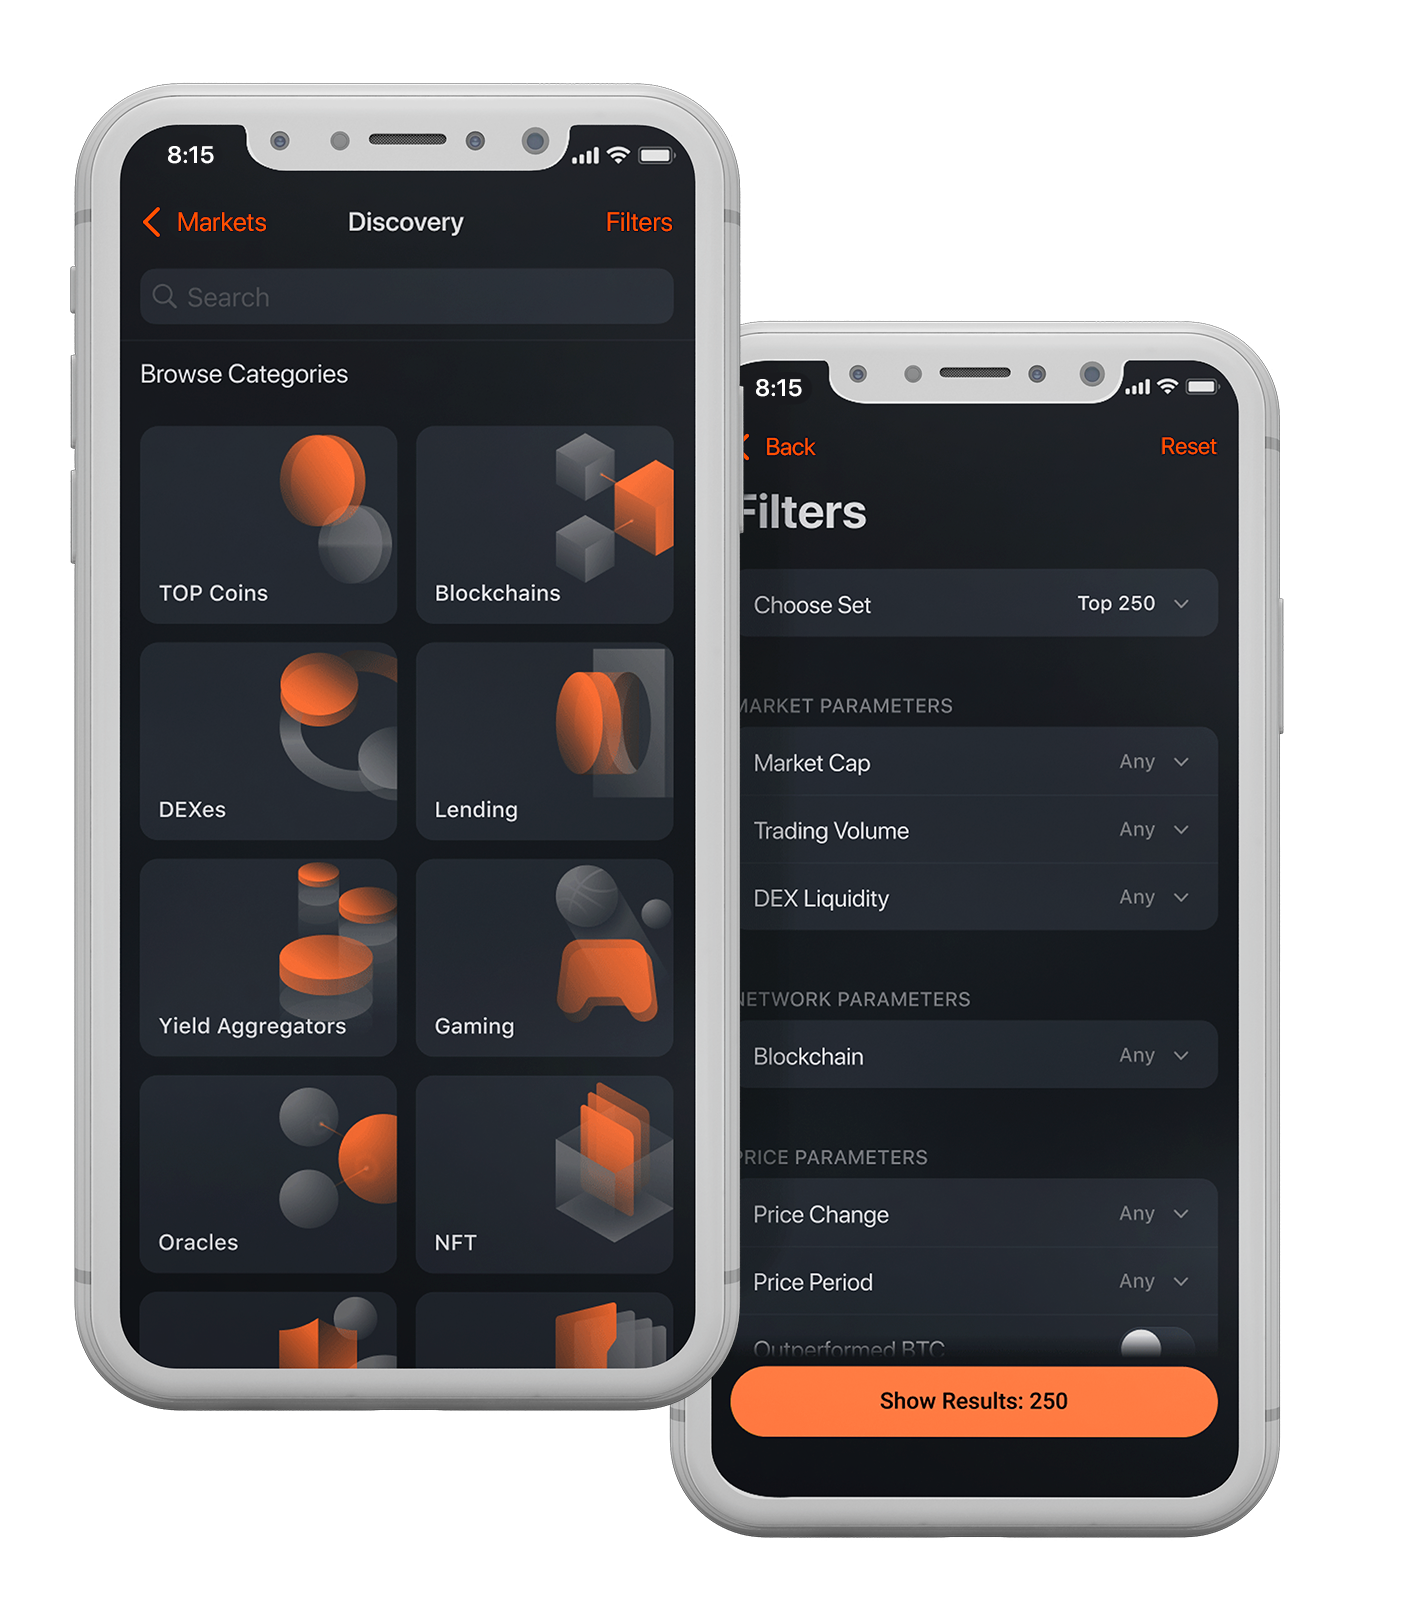 8:15
Markets
Discovery
Filters
Search
Browse Categories
TOP Coins
Blockchains
DEXes
Lending
Yield Aggregators
Gaming
Oracles
NFT
8:15
Back
Reset
Filters
Choose Set
Top 250
MARKET PARAMETERS
Market Cap
Any
Trading Volume
Any
DEX Liquidity
Any
NETWORK PARAMETERS
Blockchain
Any
PRICE PARAMETERS
Price Change
Any
Price Period
Any
Outperformed BTC
Show Results: 250